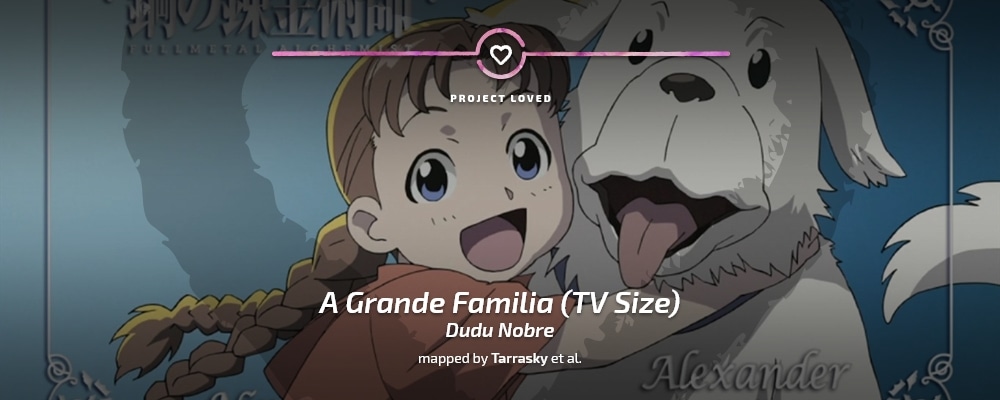 鋼の錬金術師
FULLMETAL ALCHEMIST
PROJECT LOVED
A Grande Familia (TV Size)
Dudu Nobre
mapped by Tarrasky et al.
Alexander